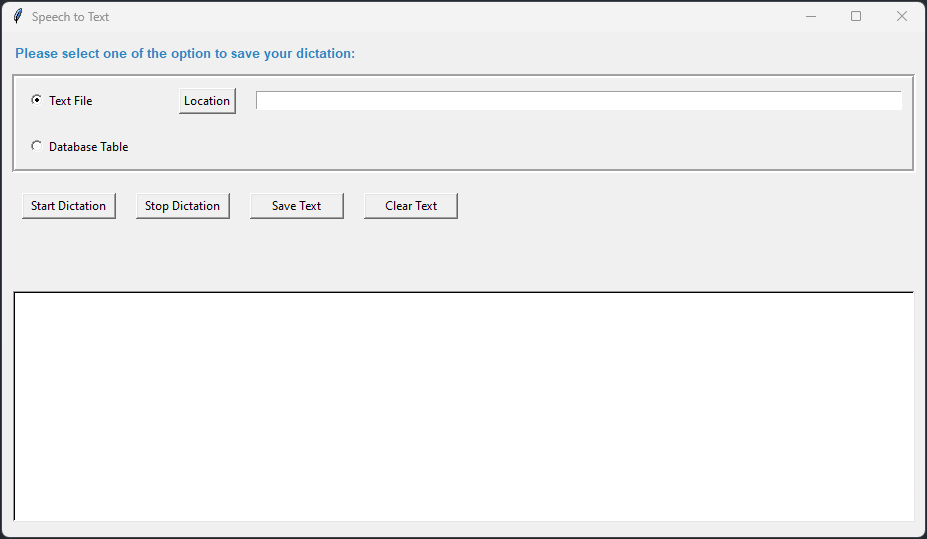 Speech to Text
Please select one of the option to save your dictation:
Text File Location
Database Table
Start Dictation Stop Dictation Save Text Clear Text